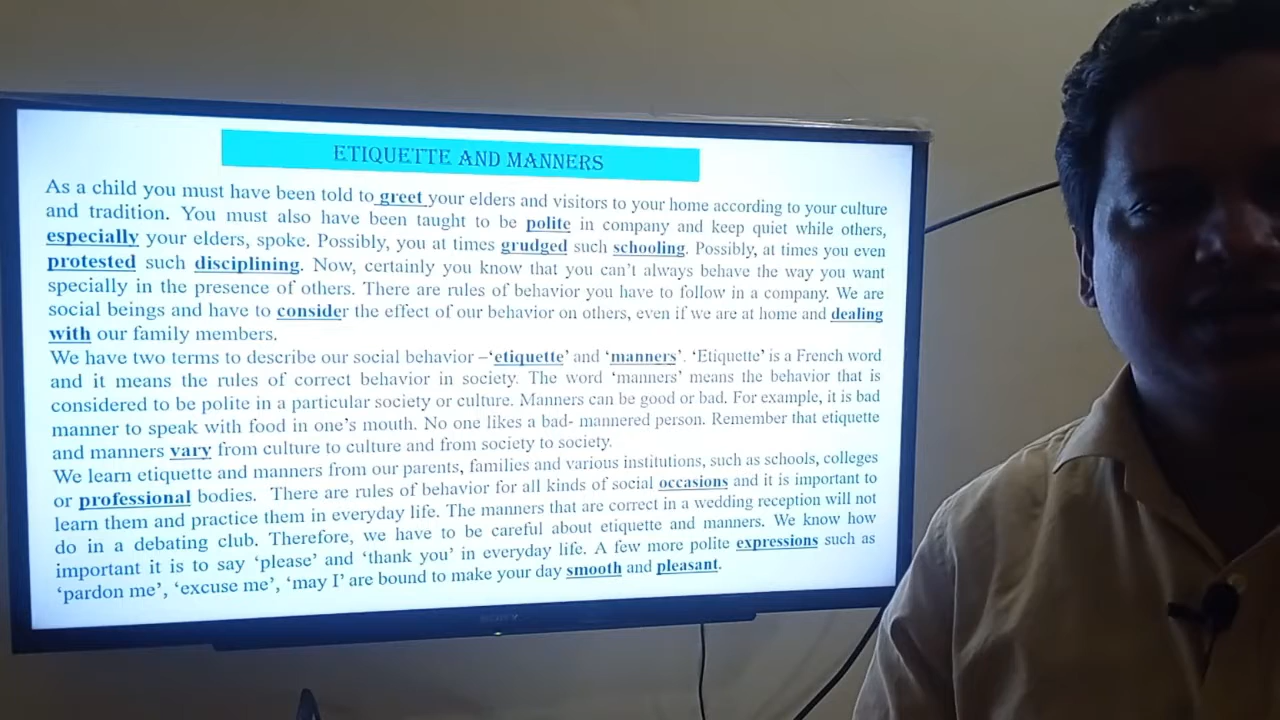 ETIQUETTE AND MANNERS
As a child you must have been told to greet your elders and visitors to your home according to your culture
and tradition. You must also have been taught to be polite in company and keep quiet while others,
especially your elders, spoke. Possibly, you at times grudged such schooling. Possibly, at times you even
protested such disciplining. Now, certainly you know that you can't always behave the way you want
specially in the presence of others. There are rules of behavior you have to follow in a company. We are
social beings and have to consider the effect of our behavior on others, even if we are at home and dealing
with our family members.
We have two terms to describe our social behavior –‘etiquette’ and ‘manners’. ‘Etiquette’ is a French word
and it means the rules of correct behavior in society. The word ‘manners’ means the behavior that is
considered to be polite in a particular society or culture. Manners can be good or bad. For example, it is bad
manner to speak with food in one’s mouth. No one likes a bad- mannered person. Remember that etiquette
and manners vary from culture to culture and from society to society.
We learn etiquette and manners from our parents, families and various institutions, such as schools, colleges
or professional bodies. There are rules of behavior for all kinds of social occasions and it is important to
learn them and practice them in everyday life. The manners that are correct in a wedding reception will not
do in a debating club. Therefore, we have to be careful about etiquette and manners. We know how
important it is to say ‘please’ and ‘thank you’ in everyday life. A few more polite expressions such as
‘pardon me’, ‘excuse me’, ‘may I’ are bound to make your day smooth and pleasant.
SONY